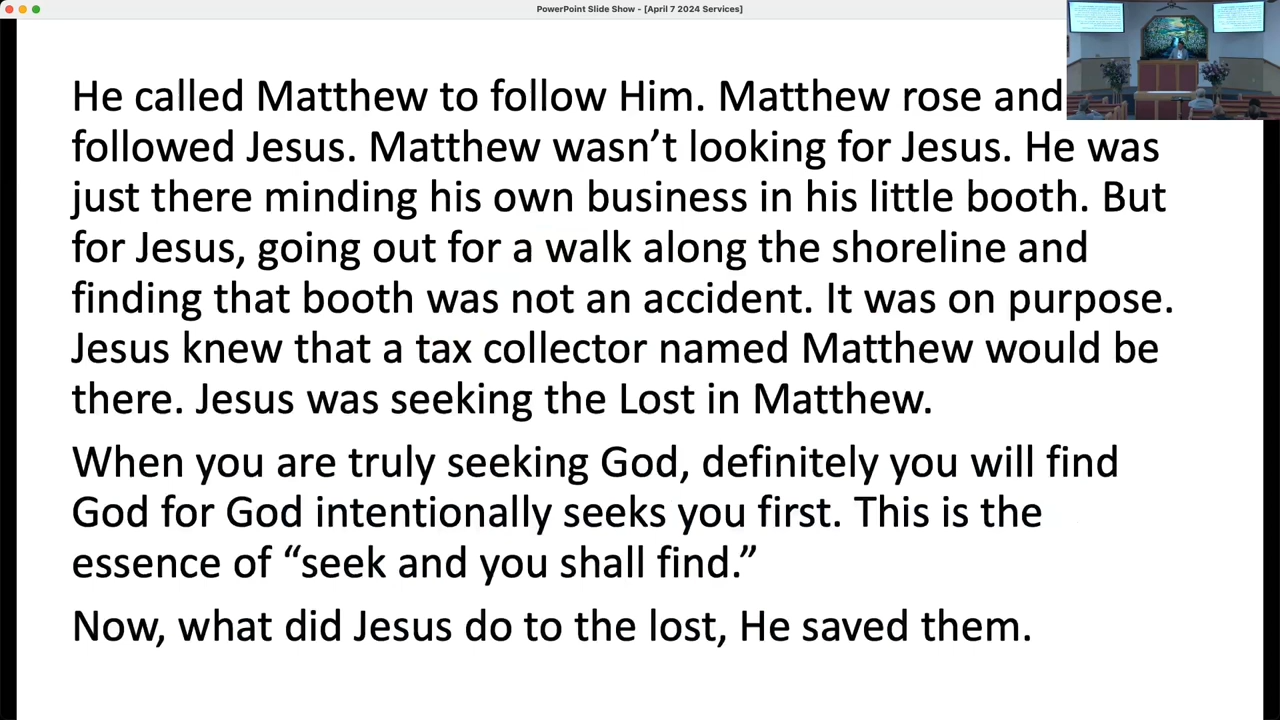 PowerPoint Slide Show - [April 7 2024 Services]
He called Matthew to follow Him. Matthew rose and
followed Jesus. Matthew wasn’t looking for Jesus. He was
just there minding his own business in his little booth. But
for Jesus, going out for a walk along the shoreline and
finding that booth was not an accident. It was on purpose.
Jesus knew that a tax collector named Matthew would be
there. Jesus was seeking the Lost in Matthew.
When you are truly seeking God, definitely you will find
God for God intentionally seeks you first. This is the
essence of “seek and you shall find.”
Now, what did Jesus do to the lost, He saved them.